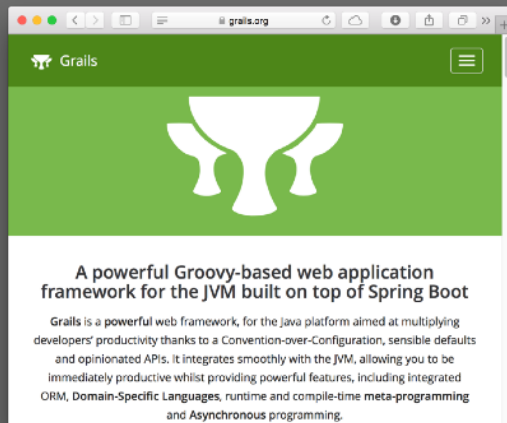 grails.org
Grails
A powerful Groovy-based web application
framework for the JVM built on top of Spring Boot
Grails is a powerful web framework, for the Java platform aimed at multiplying
developers' productivity thanks to a Convention-over-Configuration, sensible defaults
and opinionated APIs. It integrates smoothly with the JVM, allowing you to be
immediately productive whilst providing powerful features, including integrated
ORM, Domain-Specific Languages, runtime and compile-time meta-programming
and Asynchronous programming.